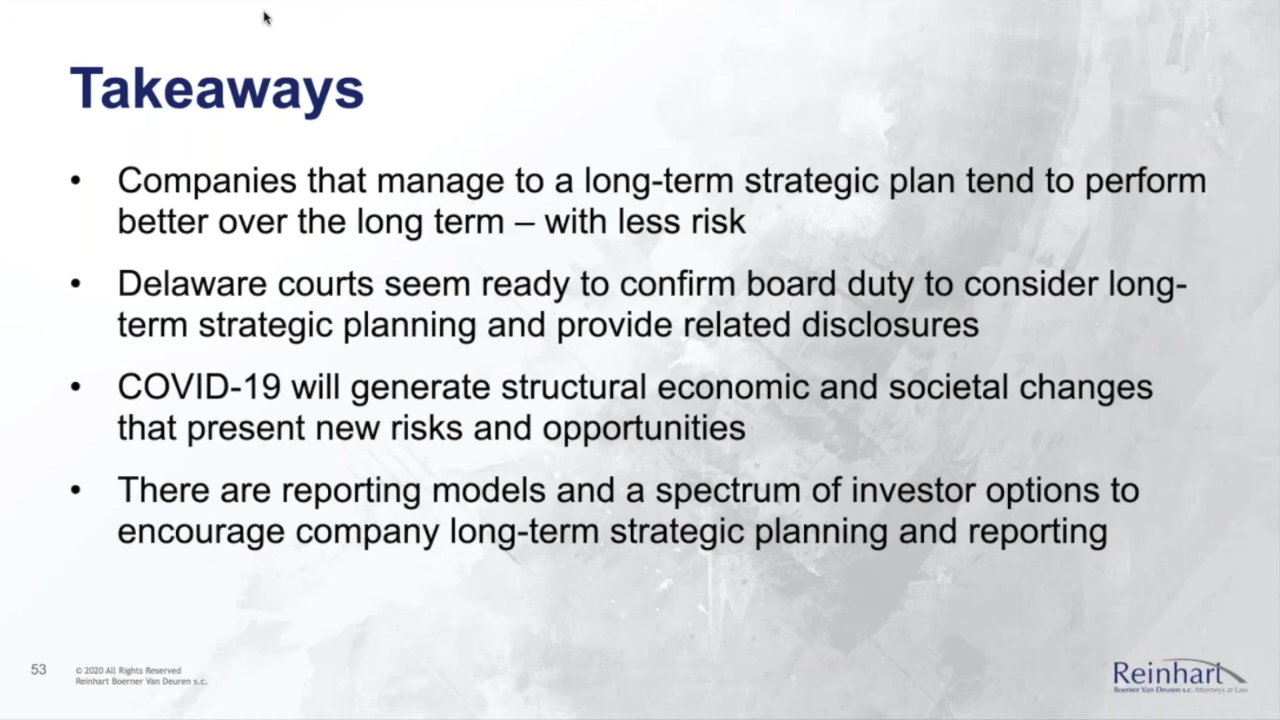 Takeaways
• Companies that manage to a long-term strategic plan tend to perform
better over the long term – with less risk
• Delaware courts seem ready to confirm board duty to consider long-
term strategic planning and provide related disclosures
• COVID-19 will generate structural economic and societal changes
that present new risks and opportunities
• There are reporting models and a spectrum of investor options to
encourage company long-term strategic planning and reporting
53
© 2020 All Rights Reserved
Reinhart Boerner Van Deuren s.c.
Reinhart
Boerner Van Deuren s.c. Attorneys at Law